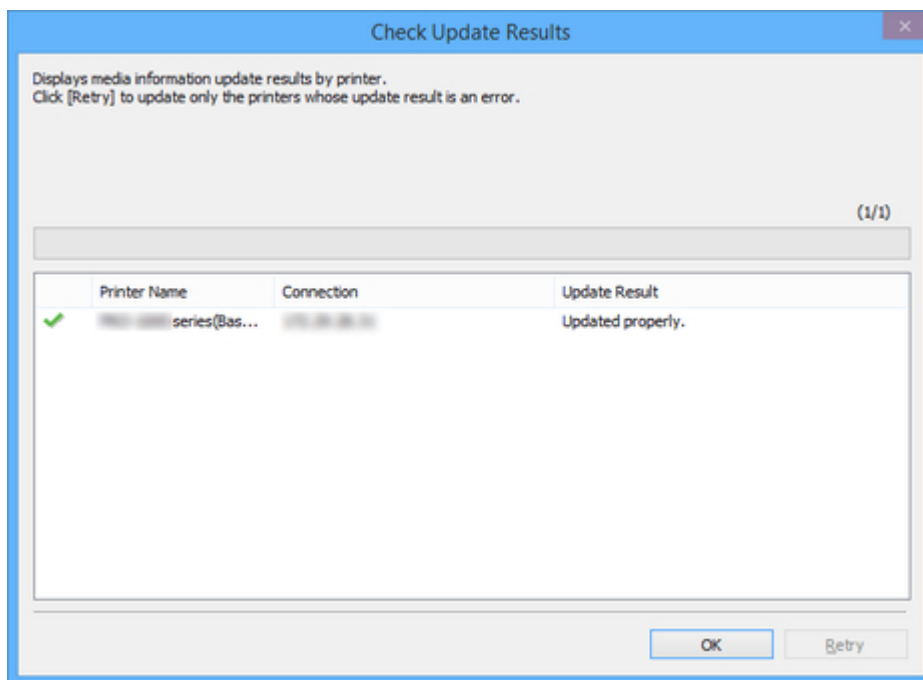 Check Update Results
Displays media information update results by printer.
Click [Retry] to update only the printers whose update result is an error.
(1/1)
Printer Name Connection Update Result
series(Bas... Updated properly.
OK Retry